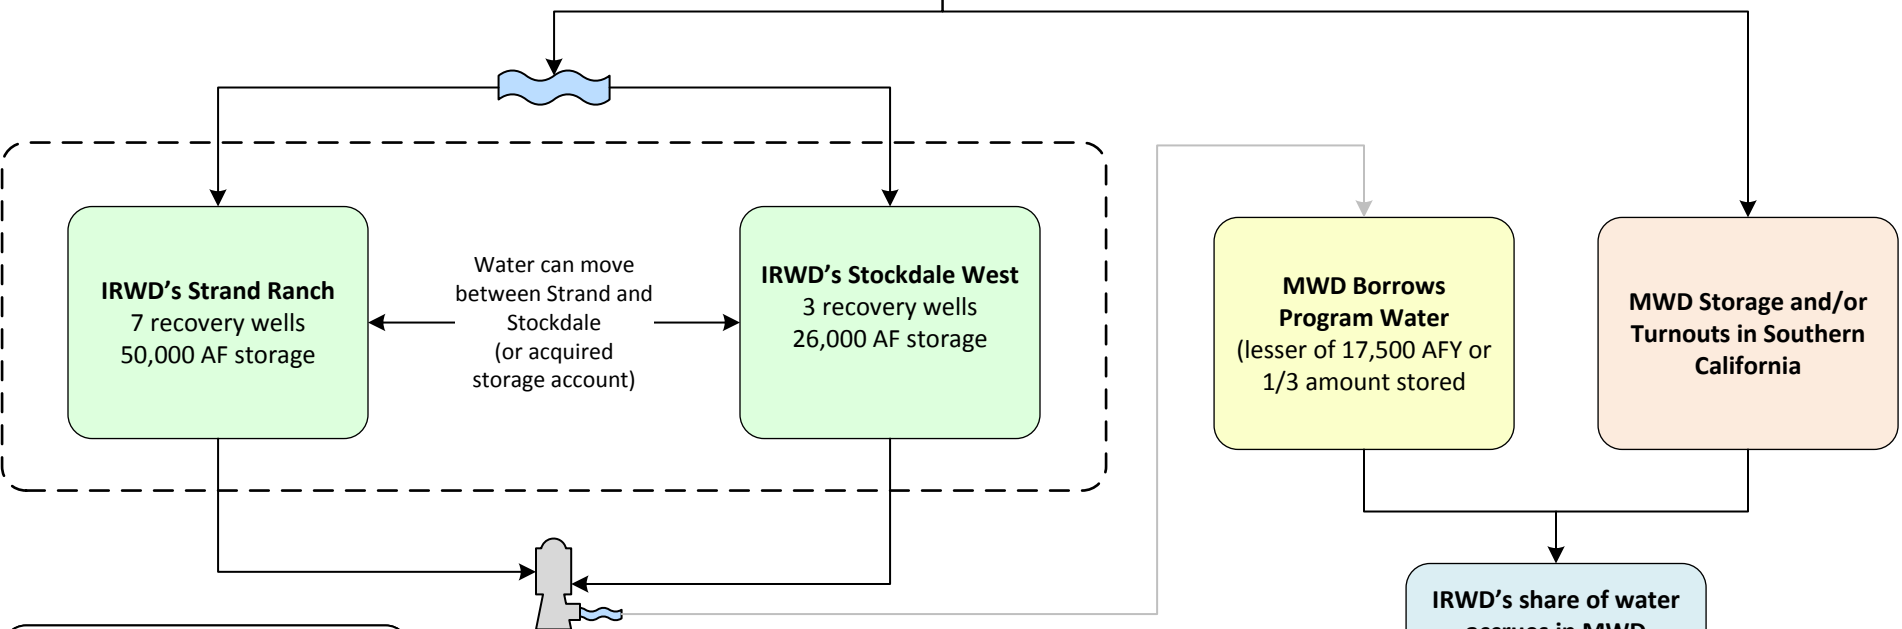 IRWD’s Strand Ranch
7 recovery wells
50,000 AF storage
Water can move
between Strand and
Stockdale
(or acquired
storage account)
IRWD’s Stockdale West
3 recovery wells
26,000 AF storage
MWD Borrows
Program Water
(lesser of 17,500 AFY or
1/3 amount stored
MWD Storage and/or
Turnouts in Southern
California
IRWD’s share of water
accrues in MWD